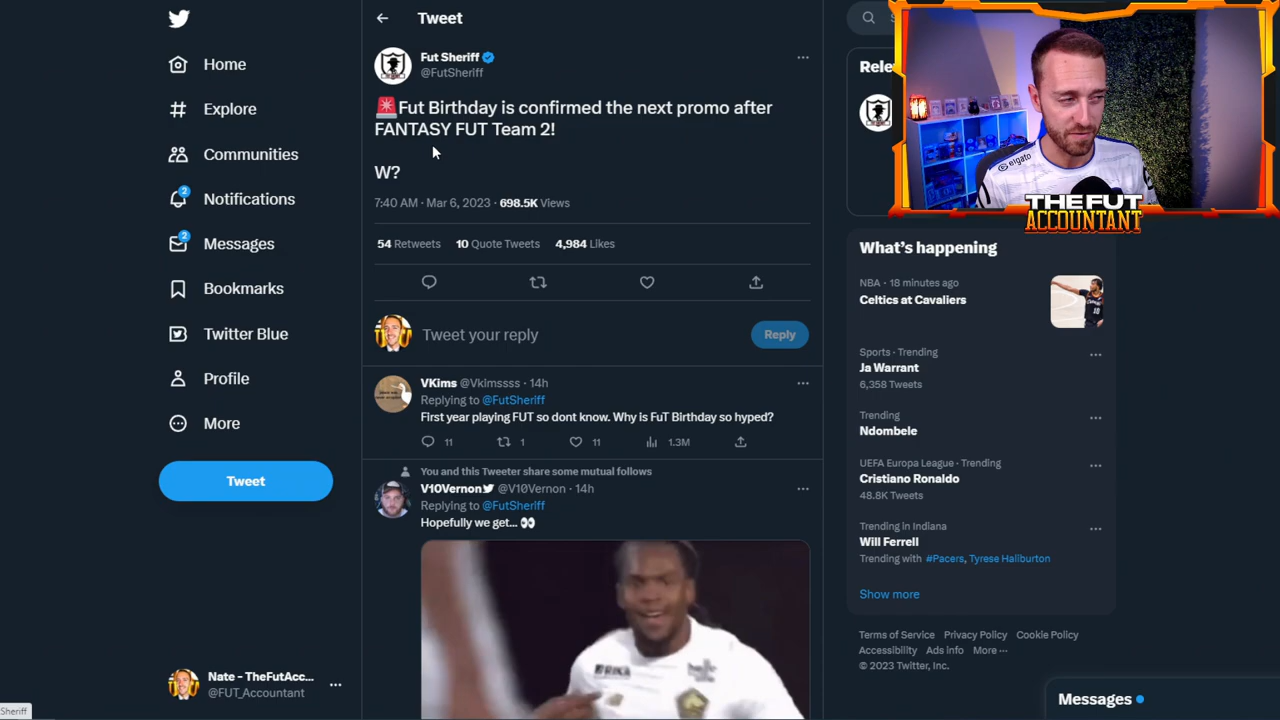 Home
Explore
Communities
Notifications
2
Messages
2
Bookmarks
Twitter Blue
Profile
More
Tweet
Nate - TheFutAcc...
@FUT_Accountant
Sheriff
Tweet
Fut Sheriff
@FutSheriff
🚨Fut Birthday is confirmed the next promo after
FANTASY FUT Team 2!
W?
7:40 AM · Mar 6, 2023 · 698.5K Views
54 Retweets 10 Quote Tweets 4,984 Likes
Tweet your reply
Reply
VKims @Vkimssss · 14h
Replying to @FutSheriff
First year playing FUT so dont know. Why is FuT Birthday so hyped?
11 1 11 1.3M
You and this Tweeter share some mutual follows
V10Vernon @V10Vernon · 14h
Replying to @FutSheriff
Hopefully we get... 👀
elgato
THE FUT
ACCOUNTANT
What's happening
NBA · 18 minutes ago
Celtics at Cavaliers
Sports · Trending
Ja Warrant
6,358 Tweets
Trending
Ndombele
UEFA Europa League · Trending
Cristiano Ronaldo
48.8K Tweets
Trending in Indiana
Will Ferrell
Trending with #Pacers, Tyrese Haliburton
Show more
Terms of Service Privacy Policy Cookie Policy
Accessibility Ads info More ···
© 2023 Twitter, Inc.
Messages